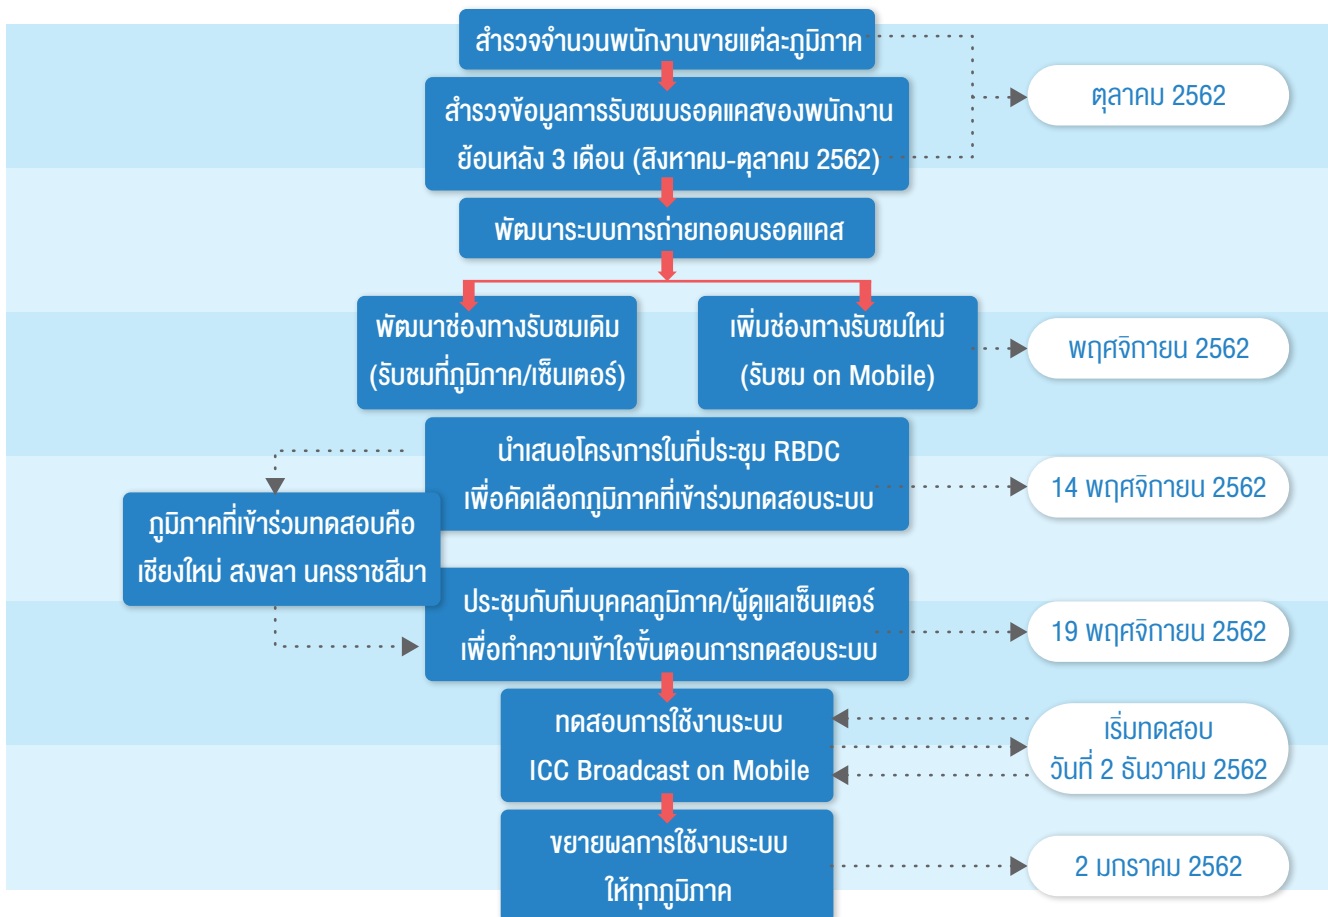 สำรวจจำนวนพนักงานขายแต่ละภูมิภาค
สำรวจข้อมูลการรับชมบรอดแคสของพนักงาน
ย้อนหลัง 3 เดือน (สิงหาคม-ตุลาคม 2562)
ตุลาคม 2562
พัฒนาระบบการถ่ายทอดบรอดแคส
พัฒนาช่องทางรับชมเดิม
(รับชมที่ภูมิภาค/เซ็นเตอร์)
เพิ่มช่องทางรับชมใหม่
(รับชม on Mobile)
พฤศจิกายน 2562
นำเสนอโครงการในที่ประชุม RBDC
เพื่อคัดเลือกภูมิภาคที่เข้าร่วมทดสอบระบบ
14 พฤศจิกายน 2562
ภูมิภาคที่เข้าร่วมทดสอบคือ
เชียงใหม่ สงขลา นครราชสีมา
ประชุมกับทีมบุคคลภูมิภาค/ผู้ดูแลเซ็นเตอร์
เพื่อทำความเข้าใจขั้นตอนการทดสอบระบบ
19 พฤศจิกายน 2562
ทดสอบการใช้งานระบบ
ICC Broadcast on Mobile
เริ่มทดสอบ
วันที่ 2 ธันวาคม 2562
ขยายผลการใช้งานระบบ
ให้ทุกภูมิภาค
2 มกราคม 2562